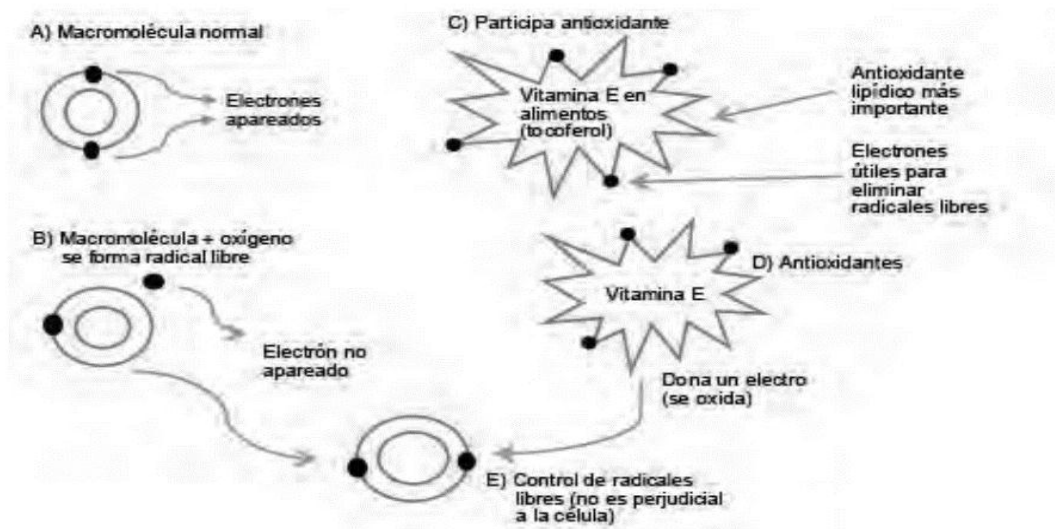 A) Macromolécula normal
Electrones
apareados
C) Participa antioxidante
Vitamina E en
alimentos
(tocoferol)
Antioxidante
lipídico más
importante
Electrones
útiles para
eliminar
radicales libres
B) Macromolécula + oxígeno
se forma radical libre
Electrón no
apareado
D) Antioxidantes
Vitamina E
Dona un electro
(se oxida)
E) Control de radicales
libres (no es perjudicial
a la célula)